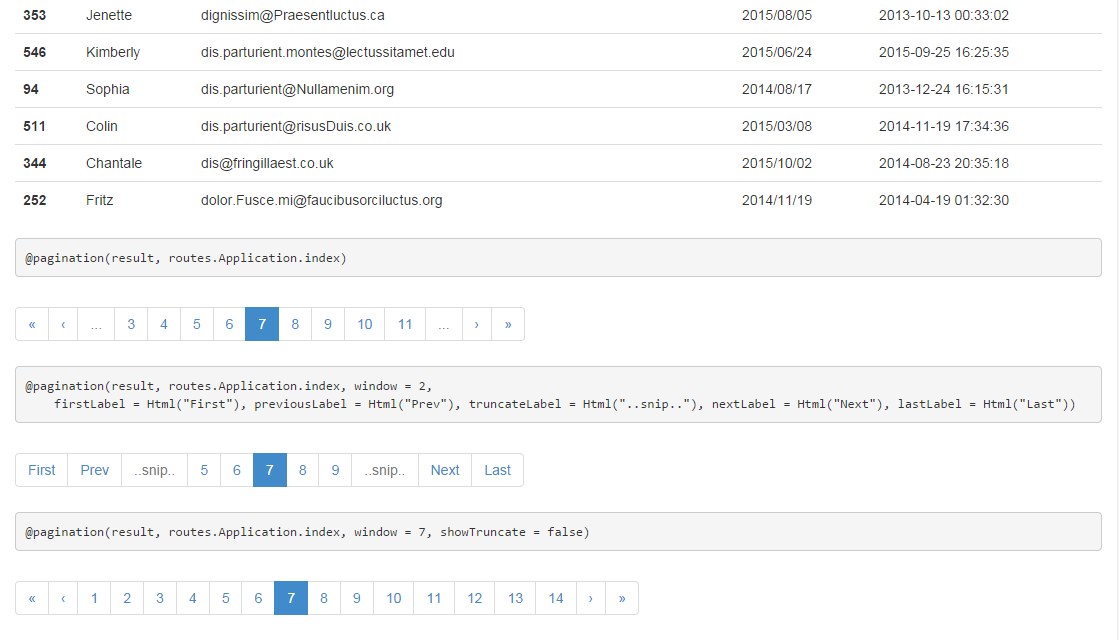 353 Jenette dignissim@Praesentluctus.ca 2015/08/05 2013-10-13 00:33:02
546 Kimberly dis.parturient.montes@lectussitamet.edu 2015/06/24 2015-09-25 16:25:35
94 Sophia dis.parturient@Nullamenim.org 2014/08/17 2013-12-24 16:15:31
511 Colin dis.parturient@risusDuis.co.uk 2015/03/08 2014-11-19 17:34:36
344 Chantale dis@fringillaest.co.uk 2015/10/02 2014-08-23 20:35:18
252 Fritz dolor.Fusce.mi@faucibusorciluctus.org 2014/11/19 2014-04-19 01:32:30
@pagination(result, routes.Application.index)
« ‹ ... 3 4 5 6 7 8 9 10 11 ... › »
@pagination(result, routes.Application.index, window = 2,
firstLabel = Html("First"), previousLabel = Html("Prev"), truncateLabel = Html("..snip.."), nextLabel = Html("Next"), lastLabel = Html("Last"))
First Prev ..snip.. 5 6 7 8 9 ..snip.. Next Last
@pagination(result, routes.Application.index, window = 7, showTruncate = false)
« ‹ 1 2 3 4 5 6 7 8 9 10 11 12 13 14 › »